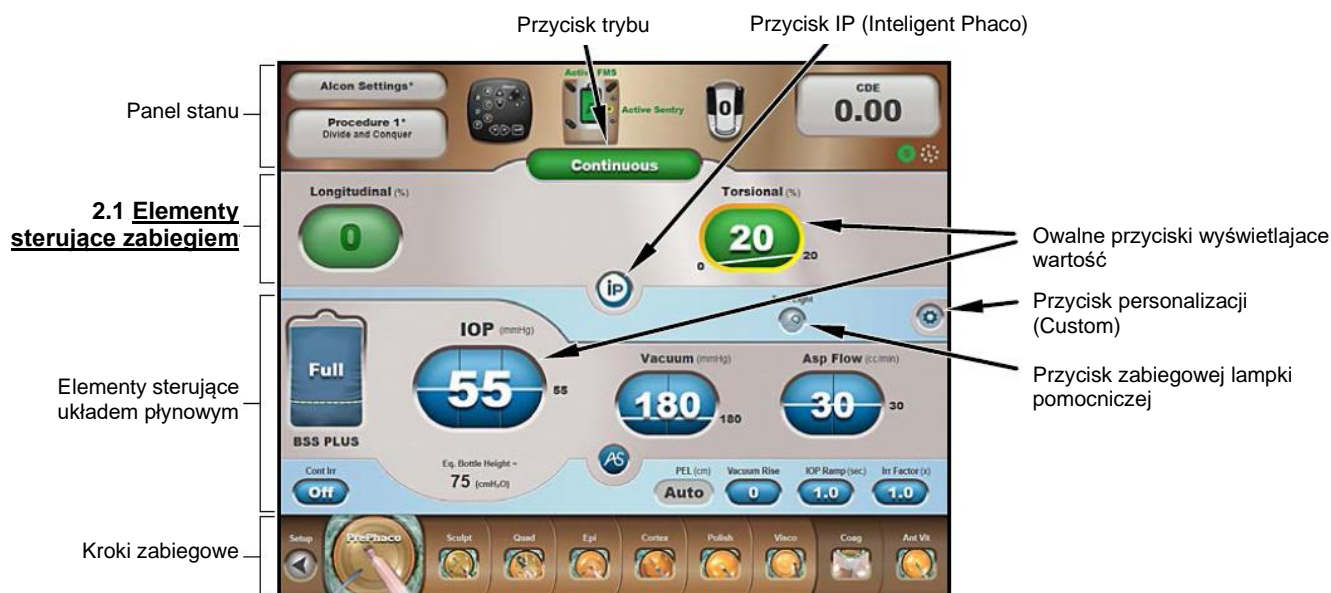 Przycisk trybu
Przycisk IP (Inteligent Phaco)
Panel stanu
Alcon Settings*
Procedure 1*
Divide and Conquer
Active FMS
Active Sentry
0
CDE
0.00
Continuous
2.1 Elementy
sterujące zabiegiem
Longitudinal (%)
0
Torsional (%)
20
0
20
iP
Owalne przyciski wyświetlajace
wartość
Przycisk personalizacji
(Custom)
Przycisk zabiegowej lampki
pomocniczej
Light
Elementy sterujące
układem płynowym
Full
BSS PLUS
IOP (mmHg)
55
55
Vacuum (mmHg)
180
180
Asp Flow (cc/min)
30
30
AS
Eq. Bottle Height ~
75 (cmH₂O)
Cont Irr
Off
PEL (cm)
Auto
Vacuum Rise
0
IOP Ramp (sec)
1.0
Irr Factor (x)
1.0
Kroki zabiegowe
Setup
PrePhaco
Sculpt
Quad
Epi
Cortex
Polish
Visco
Coag
Ant Vit